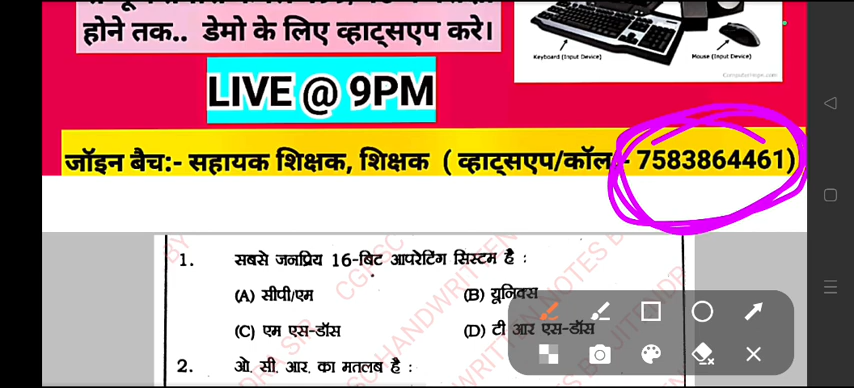 होने तक.. डेमो के लिए व्हाट्सएप करे।
Keyboard (Input Device)
Mouse (Input Device)
LIVE @ 9PM
जॉइन बैच:- सहायक शिक्षक, शिक्षक ( व्हाट्सएप/कॉल - 7583864461)
1. सबसे जनप्रिय 16-बिट आपरेटिंग सिस्टम है :
(A) सीपी/एम (B) यूनिक्स
(C) एम एस-डॉस (D) टी आर एस-डॉस
2. ओ. सी. आर. का मतलब है :